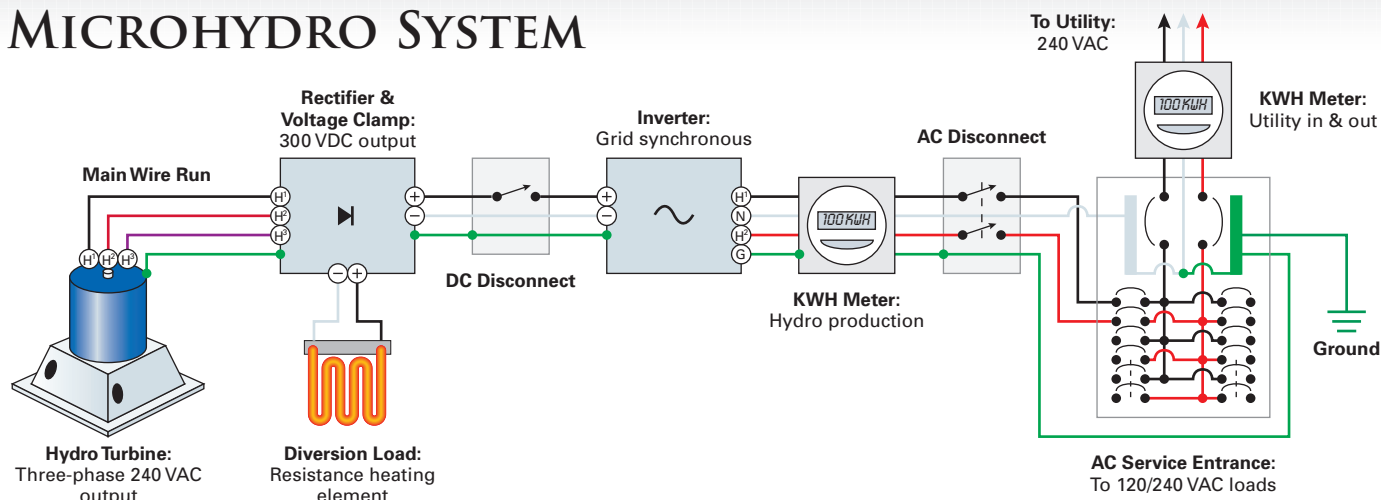 MICROHYDRO SYSTEM
To Utility:
240 VAC
100 KWH
KWH Meter:
Utility in & out
Rectifier &
Voltage Clamp:
300 VDC output
Inverter:
Grid synchronous
AC Disconnect
Main Wire Run
H¹
H²
H³
+
−
+
−
H¹
N
H²
G
100 KWH
H¹ H² H³
− +
DC Disconnect
KWH Meter:
Hydro production
Ground
Hydro Turbine:
Three-phase 240 VAC
output
Diversion Load:
Resistance heating
element
AC Service Entrance:
To 120/240 VAC loads